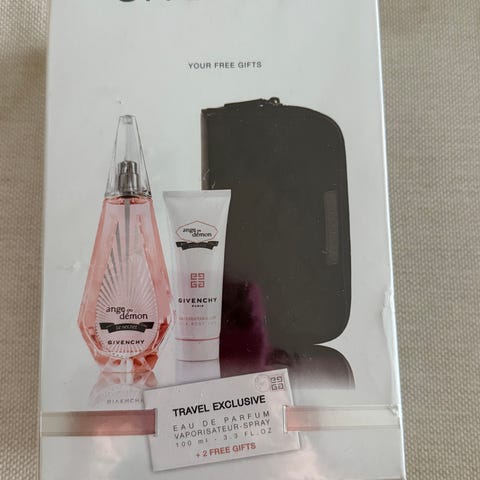 YOUR FREE GIFTS
ange ou
démon
le secret
GIVENCHY
ange ou
démon
GIVENCHY
PARIS
TRAVEL EXCLUSIVE
EAU DE PARFUM
VAPORISATEUR-SPRAY
100 ml - 3.3 FL.OZ
+ 2 FREE GIFTS